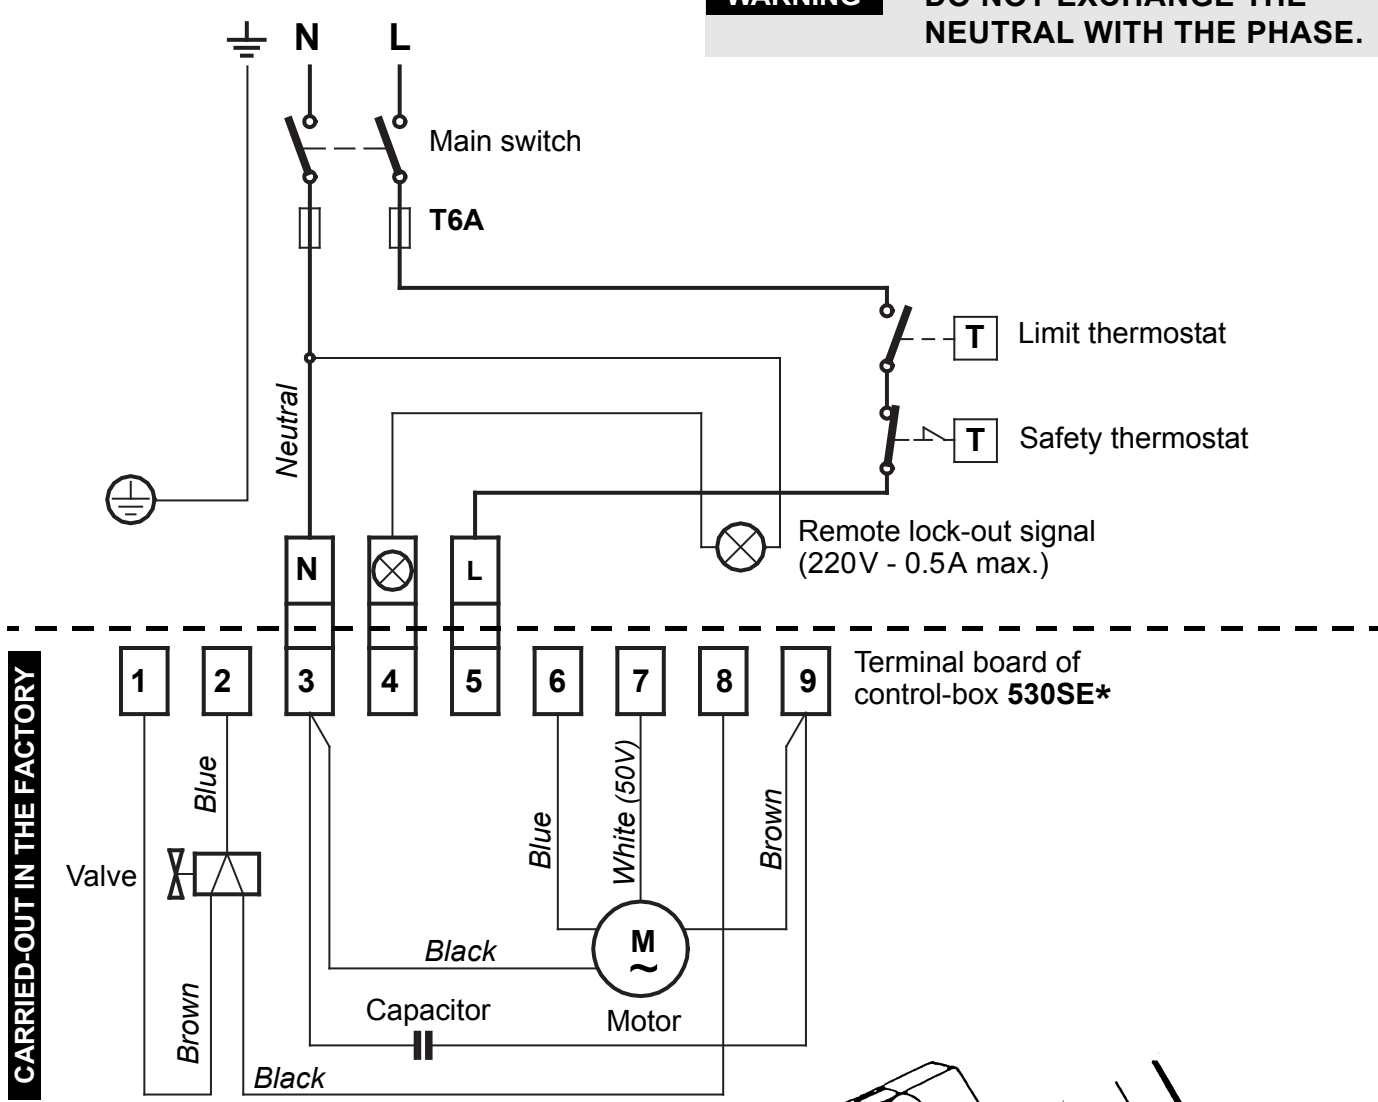 WARNING
DO NOT EXCHANGE THE
NEUTRAL WITH THE PHASE.
N L
Main switch
T6A
T Limit thermostat
Neutral
T Safety thermostat
Remote lock-out signal
(220V - 0.5A max.)
N L
1 2 3 4 5 6 7 8 9
Terminal board of
control-box 530SE*
CARRIED-OUT IN THE FACTORY
Blue
Blue
White (50V)
Brown
Valve
M
~
Black
Capacitor
Motor
Brown
Black